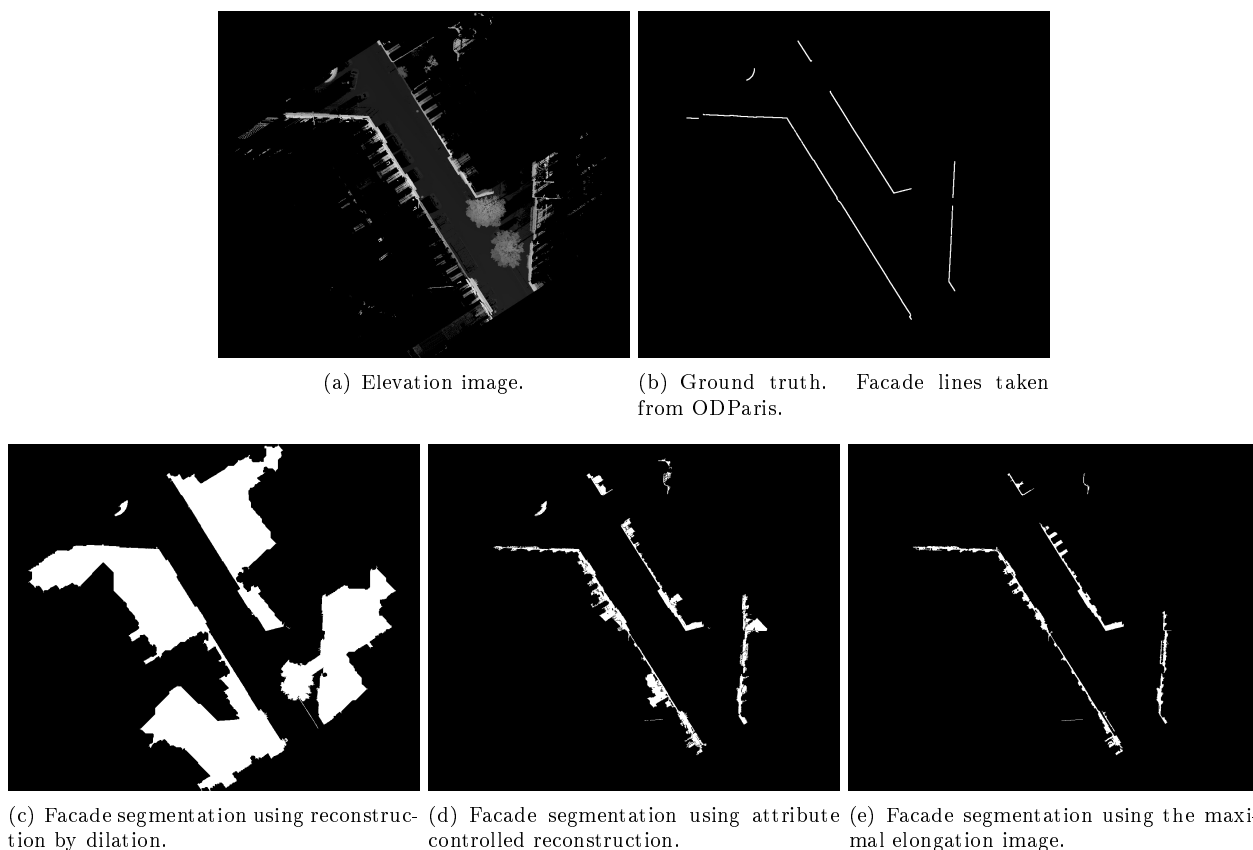 (a) Elevation image.
(b) Ground truth. Facade lines taken
from ODParis.
(c) Facade segmentation using reconstruc-
tion by dilation.
(d) Facade segmentation using attribute
controlled reconstruction.
(e) Facade segmentation using the maxi-
mal elongation image.